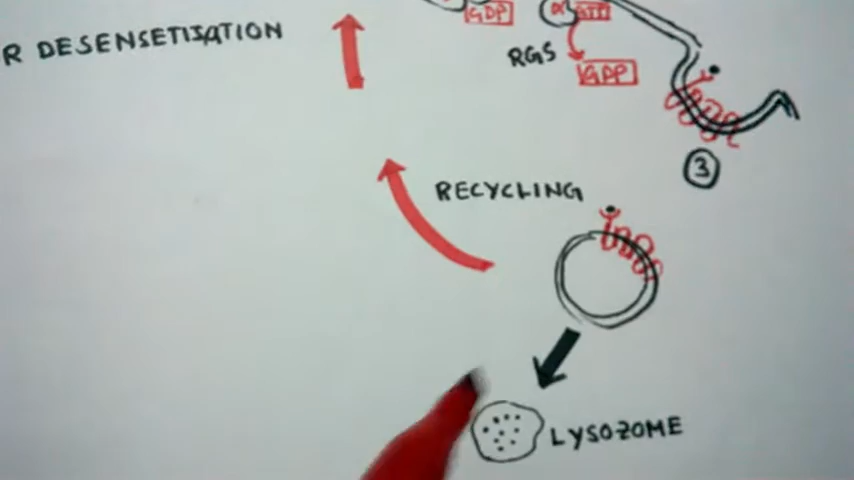 R DESENSETISATION
GDP
α GTP
RGS
GDP
3
RECYCLING
LYSOZOME